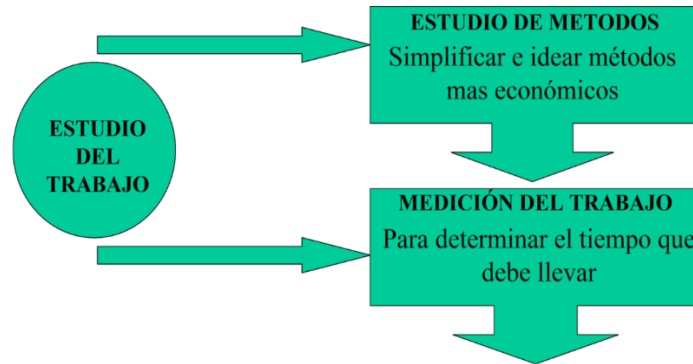 ESTUDIO
DEL
TRABAJO
ESTUDIO DE METODOS
Simplificar e idear métodos
mas económicos
MEDICIÓN DEL TRABAJO
Para determinar el tiempo que
debe llevar